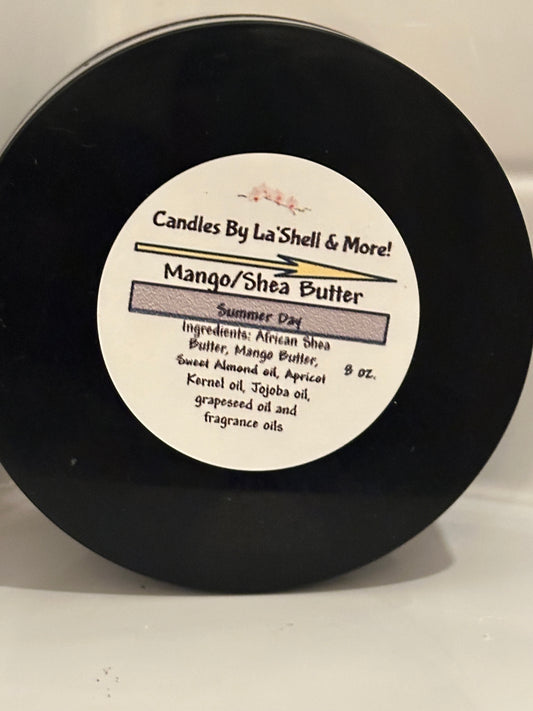 Candles By La'Shell & More!
Mango/Shea Butter
Summer Day
Ingredients: African Shea
Butter, Mango Butter,
Sweet Almond oil, Apricot
Kernel oil, Jojoba oil,
grapeseed oil and
fragrance oils
8 oz.